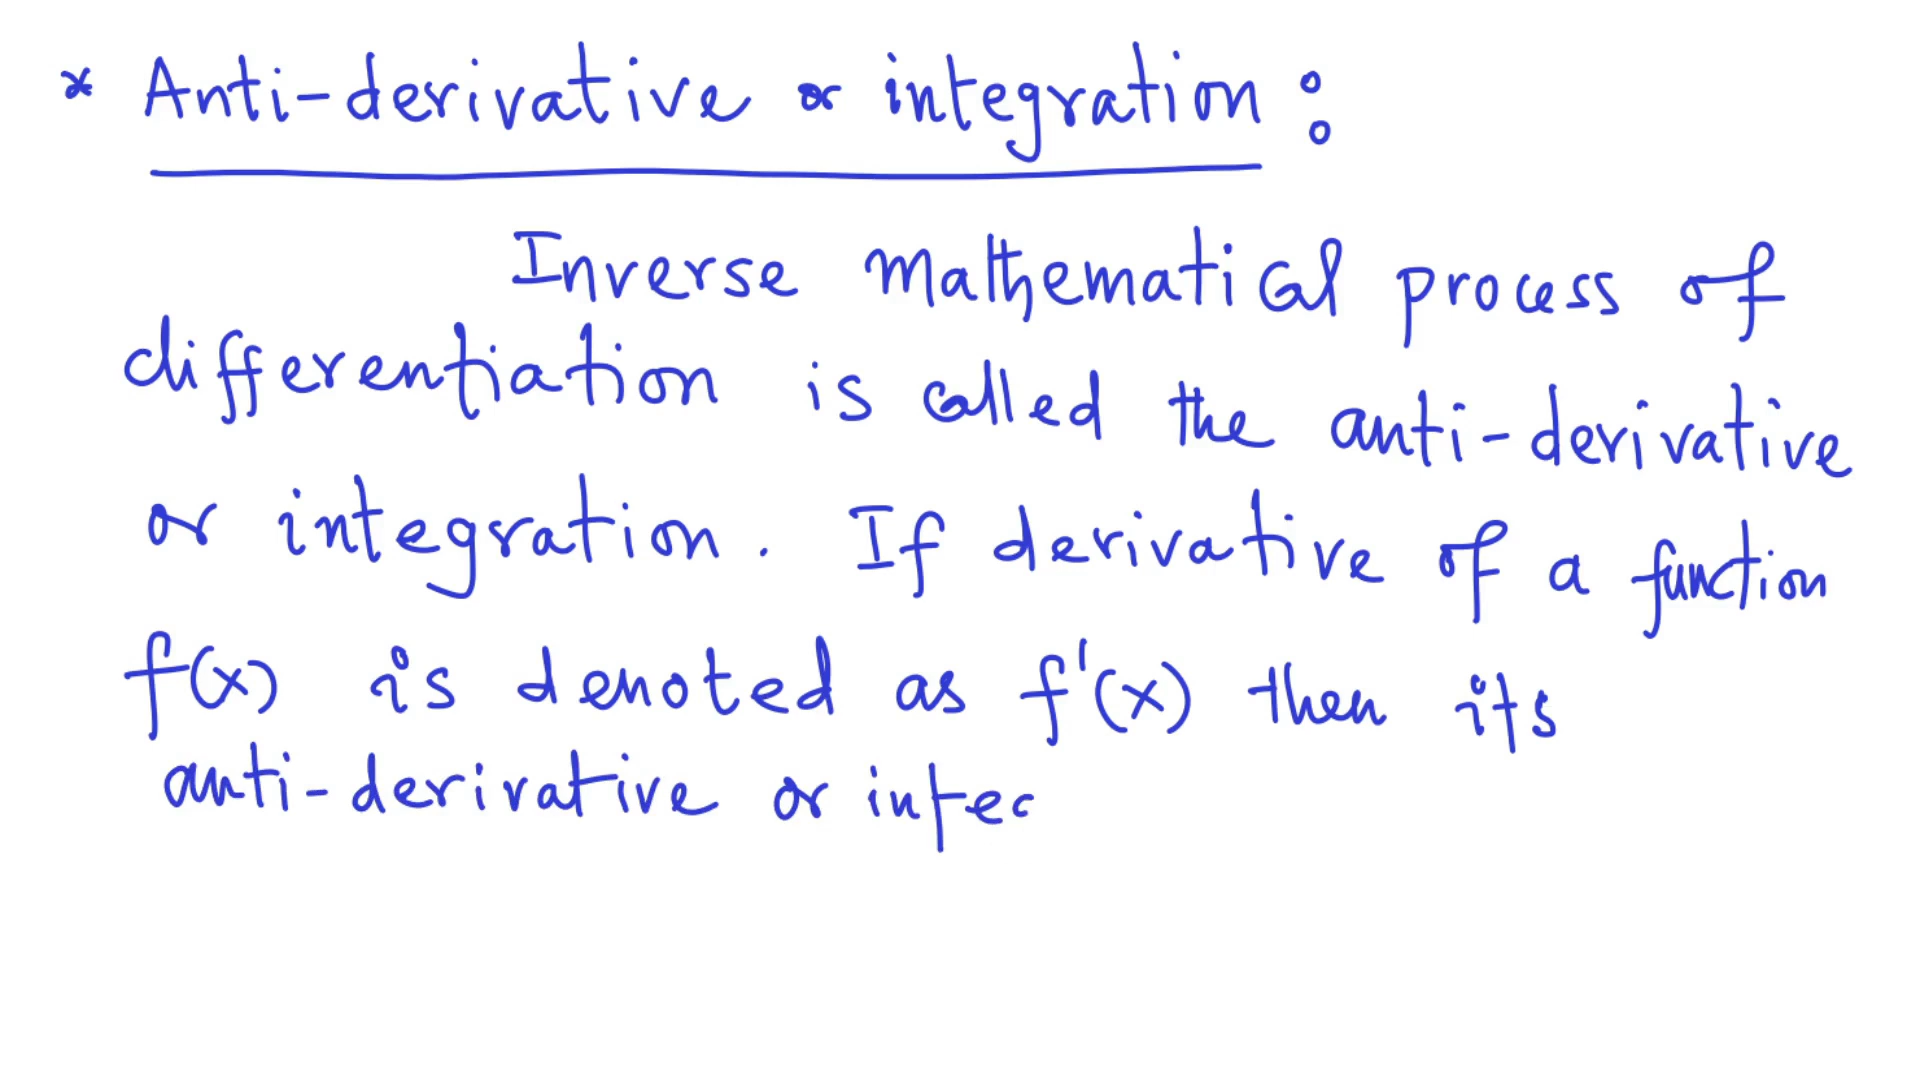 * Anti-derivative or integration :
Inverse mathematical process of
differentiation is called the anti-derivative
or integration. If derivative of a function
f(x) is denoted as f'(x) then its
anti-derivative or intec